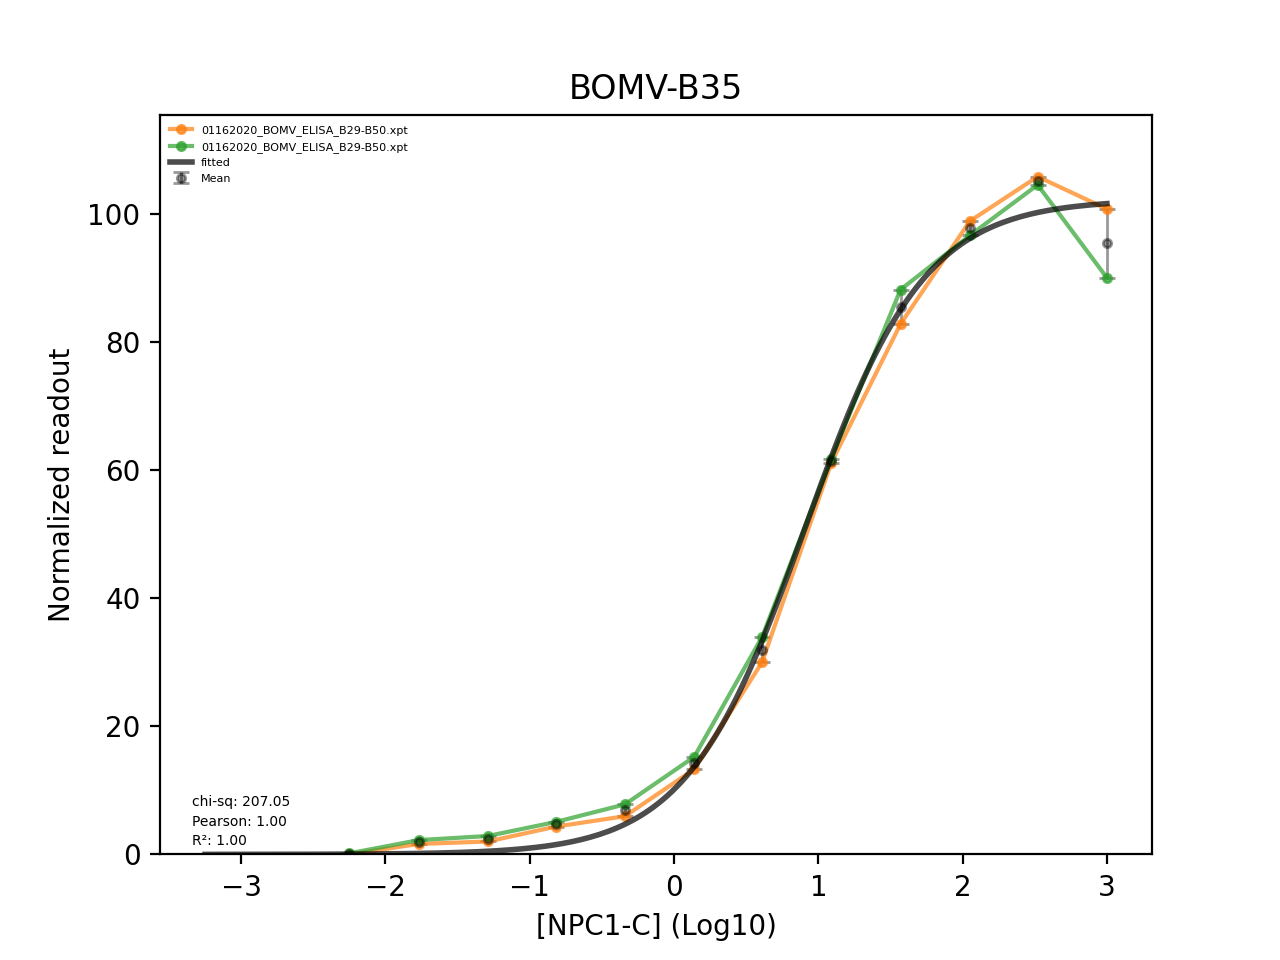 BOMV-B35
01162020_BOMV_ELISA_B29-B50.xpt
01162020_BOMV_ELISA_B29-B50.xpt
fitted
Mean
Normalized readout
100
80
60
40
20
0
chi-sq: 207.05
Pearson: 1.00
R²: 1.00
−3 −2 −1 0 1 2 3
[NPC1-C] (Log10)